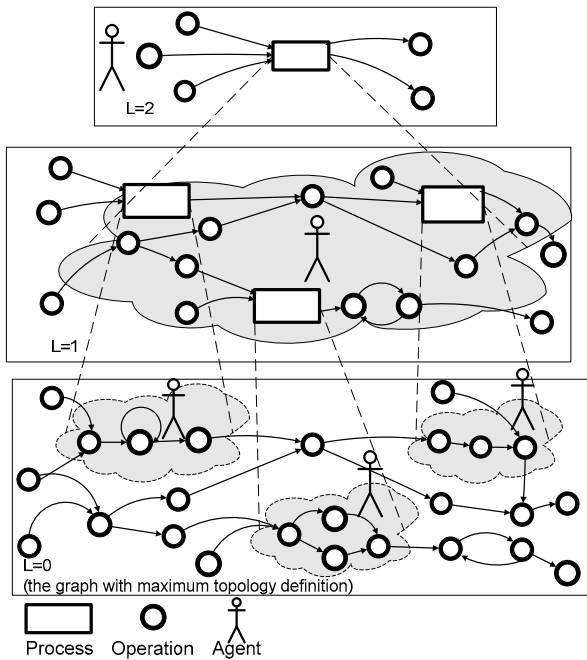 L=2
L=1
L=0
(the graph with maximum topology definition)
Process Operation Agent